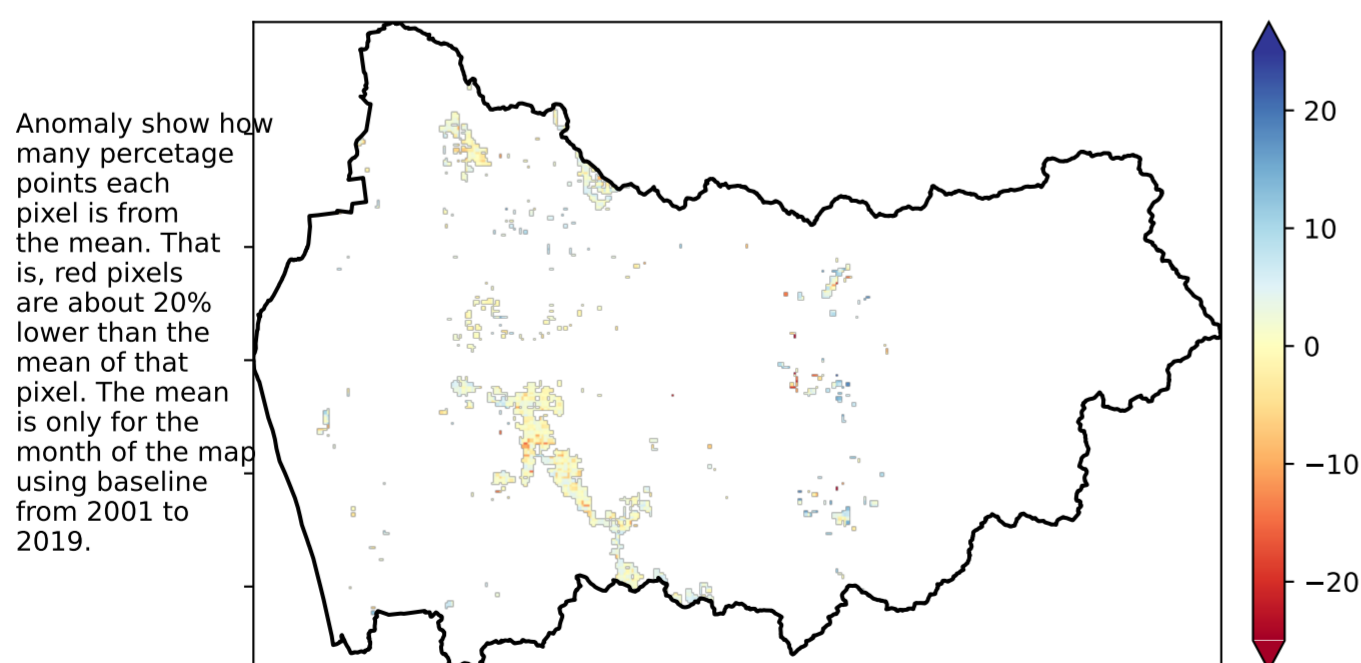 Anomaly show how
many percetage
points each
pixel is from
the mean. That
is, red pixels
are about 20%
lower than the
mean of that
pixel. The mean
is only for the
month of the map
using baseline
from 2001 to
2019.
20
10
0
−10
−20